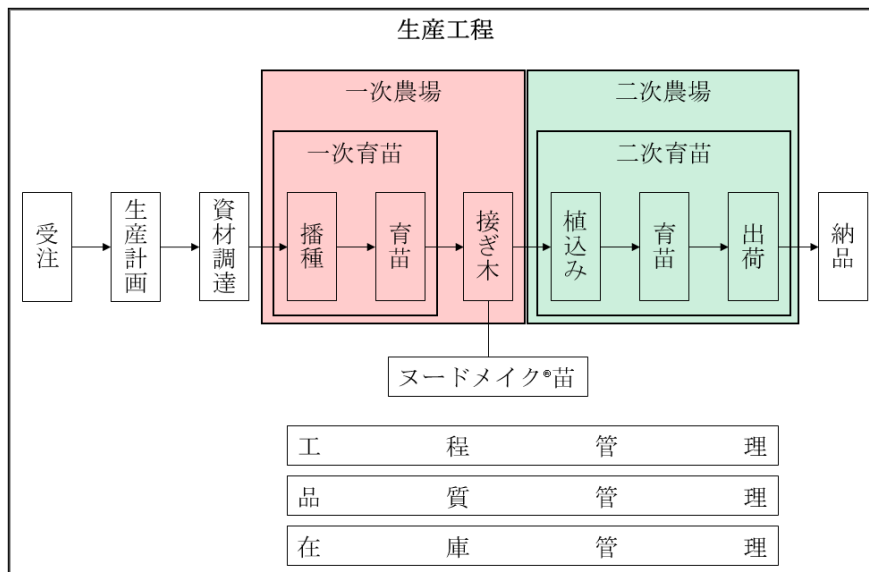 生産工程
一次農場
二次農場
一次育苗
二次育苗
受注
生産計画
資材調達
播種
育苗
接ぎ木
植込み
育苗
出荷
納品
ヌードメイク®苗
工程管理
品質管理
在庫管理